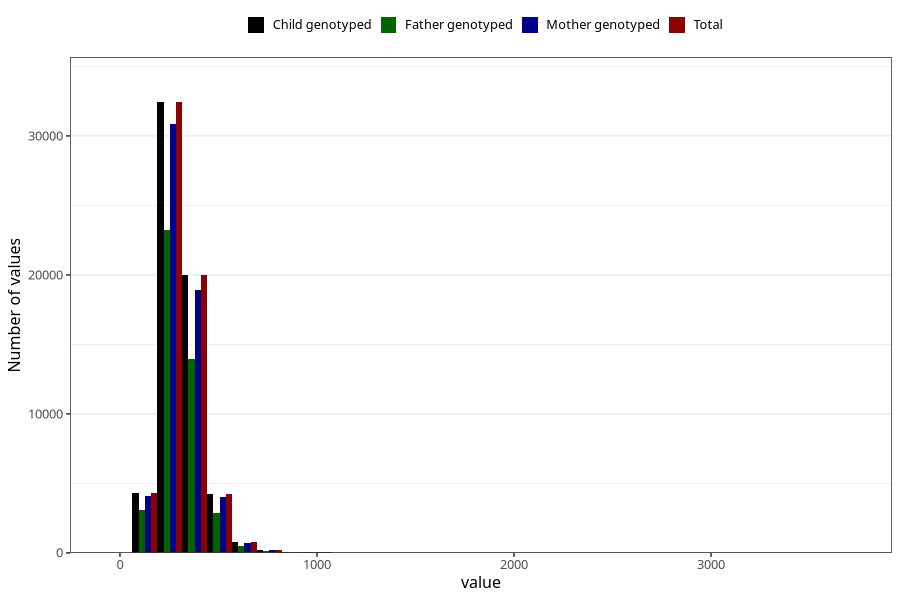 Child genotyped Father genotyped Mother genotyped Total
Number of values
30000
20000
10000
0
0 1000 2000 3000
value